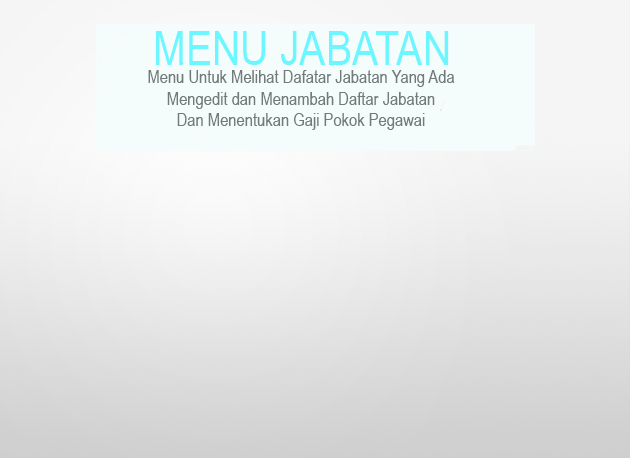 MENU JABATAN
Menu Untuk Melihat Dafatar Jabatan Yang Ada
Mengedit dan Menambah Daftar Jabatan
Dan Menentukan Gaji Pokok Pegawai